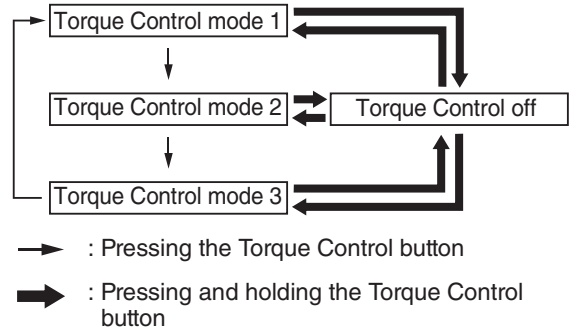 Torque Control mode 1
Torque Control mode 2
Torque Control off
Torque Control mode 3
: Pressing the Torque Control button
: Pressing and holding the Torque Control
button